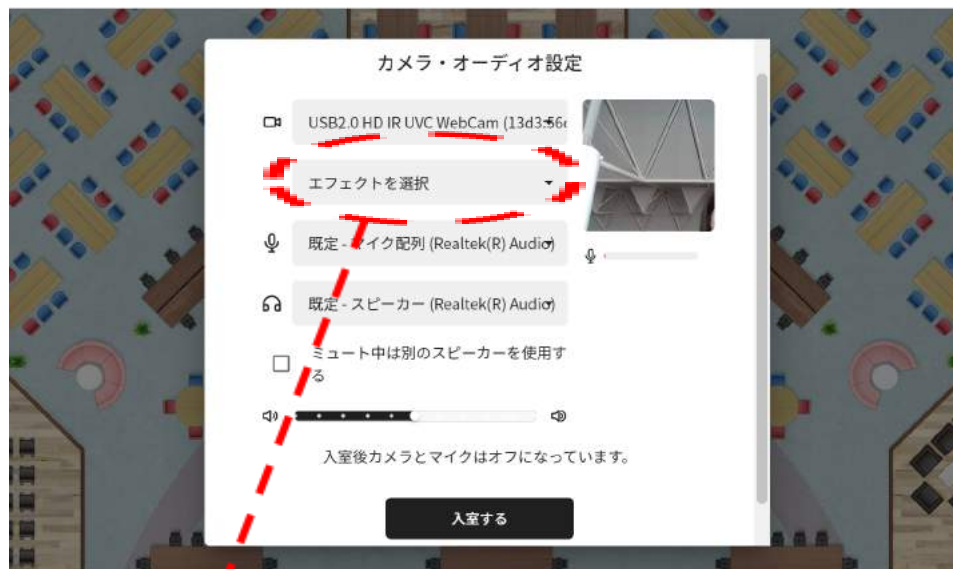 カメラ・オーディオ設定
USB2.0 HD IR UVC WebCam (13d3:56
エフェクトを選択
既定 - マイク配列 (Realtek(R) Audio)
既定 - スピーカー (Realtek(R) Audio)
ミュート中は別のスピーカーを使用す
る
入室後カメラとマイクはオフになっています。
入室する